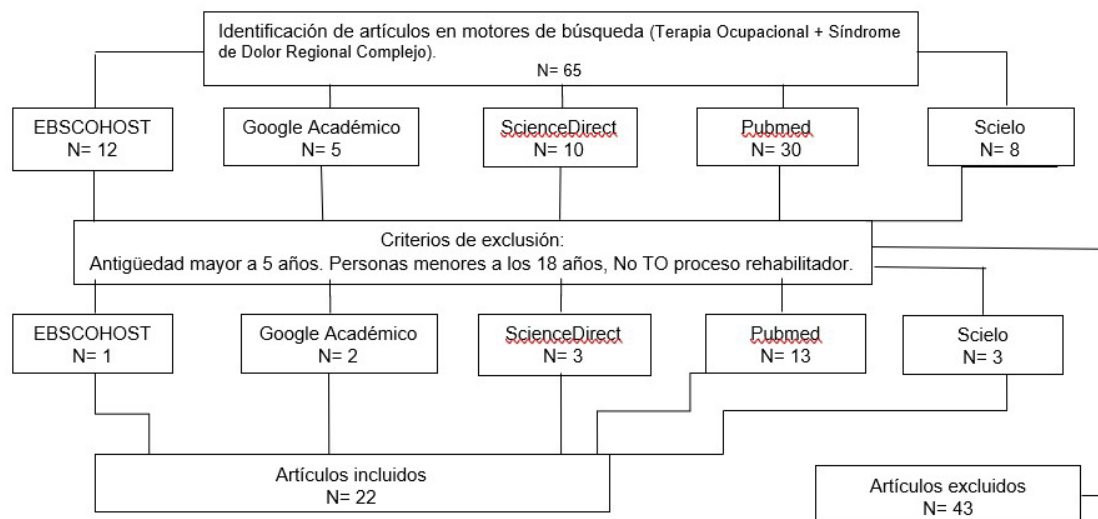 Identificación de artículos en motores de búsqueda (Terapia Ocupacional + Síndrome
de Dolor Regional Complejo).
N= 65
EBSCOHOST
N= 12
Google Académico
N= 5
ScienceDirect
N= 10
Pubmed
N= 30
Scielo
N= 8
Criterios de exclusión:
Antigüedad mayor a 5 años. Personas menores a los 18 años, No TO proceso rehabilitador.
EBSCOHOST
N= 1
Google Académico
N= 2
ScienceDirect
N= 3
Pubmed
N= 13
Scielo
N= 3
Artículos incluidos
N= 22
Artículos excluidos
N= 43